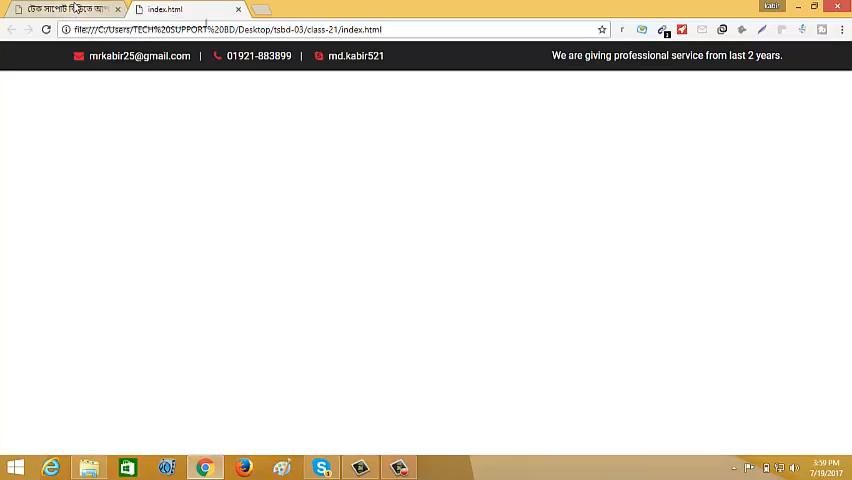 টেক সাপোর্ট
index.html
kabir
file:///C:/Users/TECH%20SUPPORT%20BD/Desktop/tsbd-03/class-21/index.html
mrkabir25@gmail.com | 01921-883899 | md.kabir521 We are giving professional service from last 2 years.
3:59 PM
7/19/2017